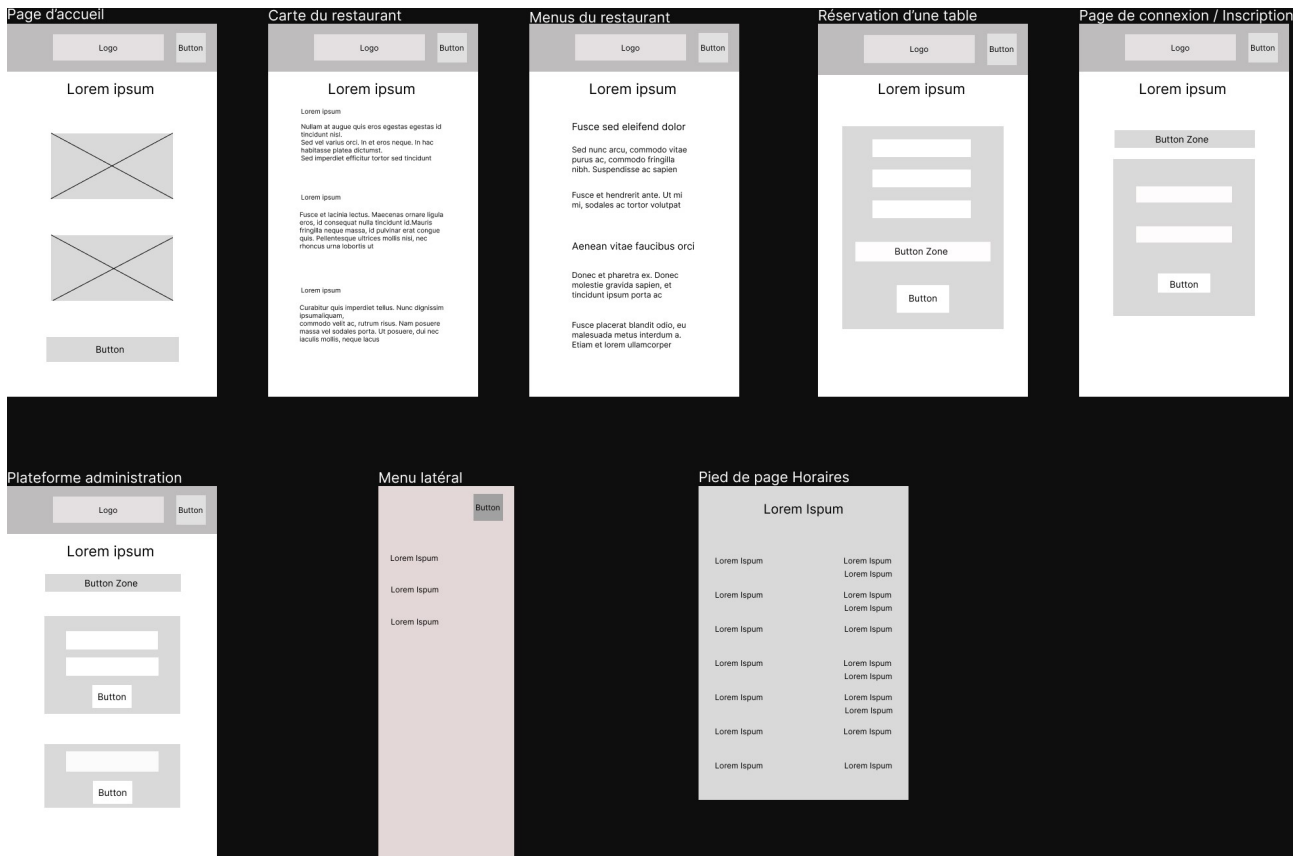 Page d’accueil
Logo
Button
Lorem ipsum
Button
Carte du restaurant
Logo
Button
Lorem ipsum
Lorem ipsum
Nullam at augue quis eros egestas egestas id
tincidunt nisl.
Sed vel varius orci. In et eros neque. In hac
habitasse platea dictumst.
Sed imperdiet efficitur tortor sed tincidunt
Lorem ipsum
Fusce et lacinia lectus. Maecenas ornare ligula
eros, id consequat nulla tincidunt id.Mauris
fringilla neque massa, id pulvinar erat congue
quis. Pellentesque ultrices mollis nisl, nec
rhoncus urna lobortis ut
Lorem ipsum
Curabitur quis imperdiet tellus. Nunc dignissim
ipsumaliquam,
commodo velit ac, rutrum risus. Nam posuere
massa vel sodales porta. Ut posuere, dui nec
iaculis mollis, neque lacus
Menus du restaurant
Logo
Button
Lorem ipsum
Fusce sed eleifend dolor
Sed nunc arcu, commodo vitae
purus ac, commodo fringilla
nibh. Suspendisse ac sapien
Fusce et hendrerit ante. Ut mi
mi, sodales ac tortor volutpat
Aenean vitae faucibus orci
Donec et pharetra ex. Donec
molestie gravida sapien, et
tincidunt ipsum porta ac
Fusce placerat blandit odio, eu
malesuada metus interdum a.
Etiam et lorem ullamcorper
Réservation d’une table
Logo
Button
Lorem ipsum
Button Zone
Button
Page de connexion / Inscription
Logo
Button
Lorem ipsum
Button Zone
Button
Plateforme administration
Logo
Button
Lorem ipsum
Button Zone
Button
Button
Menu latéral
Button
Lorem Ispum
Lorem Ispum
Lorem Ispum
Pied de page Horaires
Lorem Ispum
Lorem Ispum Lorem Ispum
Lorem Ispum
Lorem Ispum Lorem Ispum
Lorem Ispum
Lorem Ispum Lorem Ispum
Lorem Ispum Lorem Ispum
Lorem Ispum
Lorem Ispum Lorem Ispum
Lorem Ispum
Lorem Ispum Lorem Ispum
Lorem Ispum Lorem Ispum